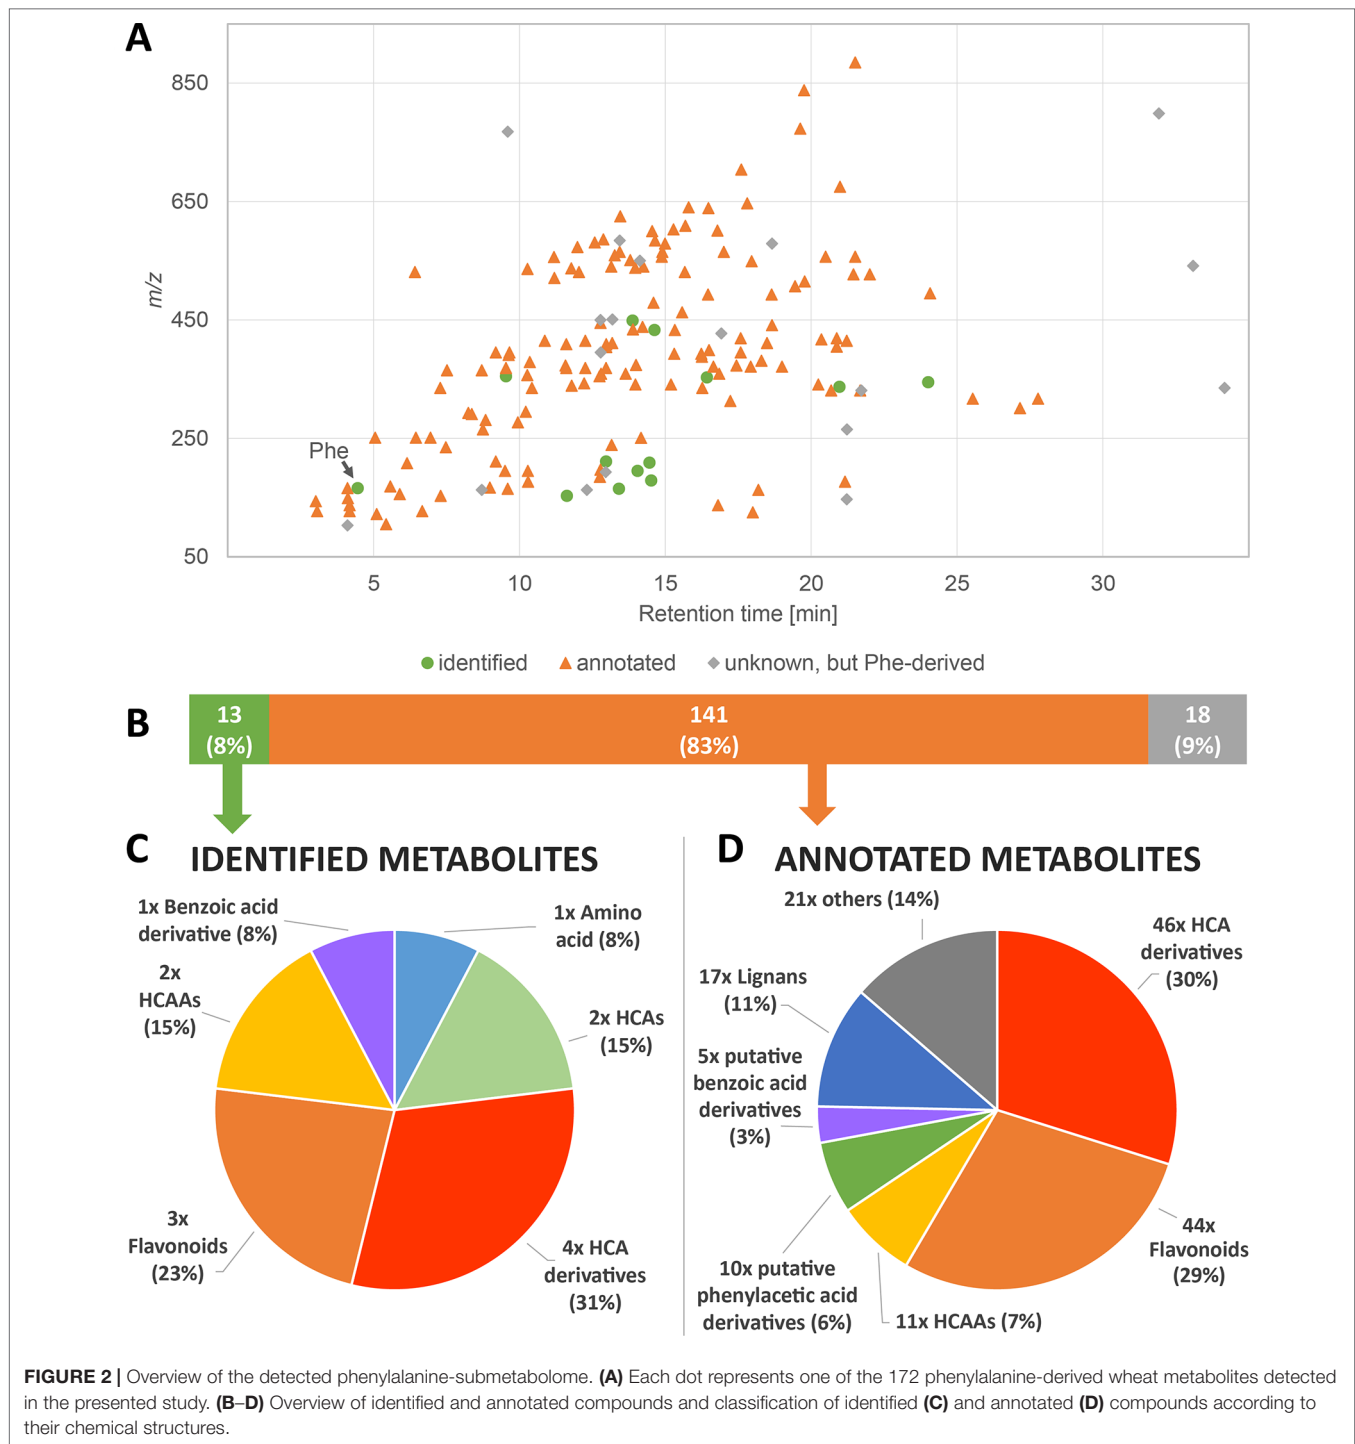 A
850
650
450
250
50
m/z
Phe
5 10 15 20 25 30
Retention time [min]
identified annotated unknown, but Phe-derived
B
13
(8%)
141
(83%)
18
(9%)
C
IDENTIFIED METABOLITES
1x Benzoic acid
derivative (8%)
1x Amino
acid (8%)
2x
HCAAs
(15%)
2x HCAs
(15%)
3x
Flavonoids
(23%)
4x HCA
derivatives
(31%)
D
ANNOTATED METABOLITES
21x others (14%)
46x HCA
derivatives
(30%)
17x Lignans
(11%)
5x putative
benzoic acid
derivatives
(3%)
44x
Flavonoids
(29%)
10x putative
phenylacetic acid
derivatives (6%)
11x HCAAs (7%)
FIGURE 2 | Overview of the detected phenylalanine-submetabolome. (A) Each dot represents one of the 172 phenylalanine-derived wheat metabolites detected
in the presented study. (B–D) Overview of identified and annotated compounds and classification of identified (C) and annotated (D) compounds according to
their chemical structures.